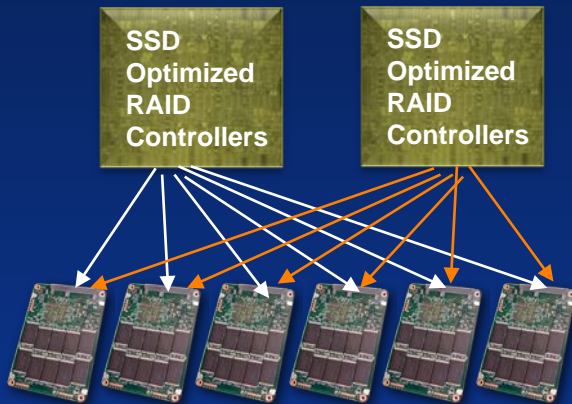 SSD
Optimized
RAID
Controllers
SSD
Optimized
RAID
Controllers